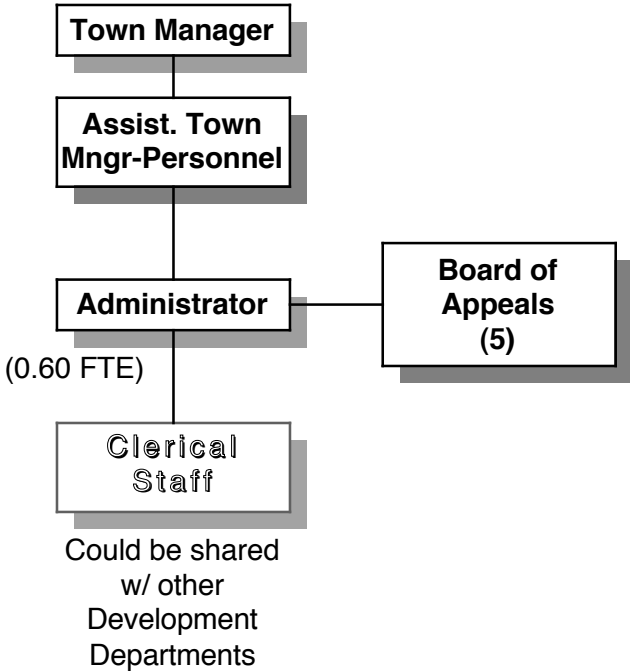 Town Manager
Assist. Town
Mngr-Personnel
Administrator
Board of
Appeals
(5)
(0.60 FTE)
Clerical
Staff
Could be shared
w/ other
Development
Departments